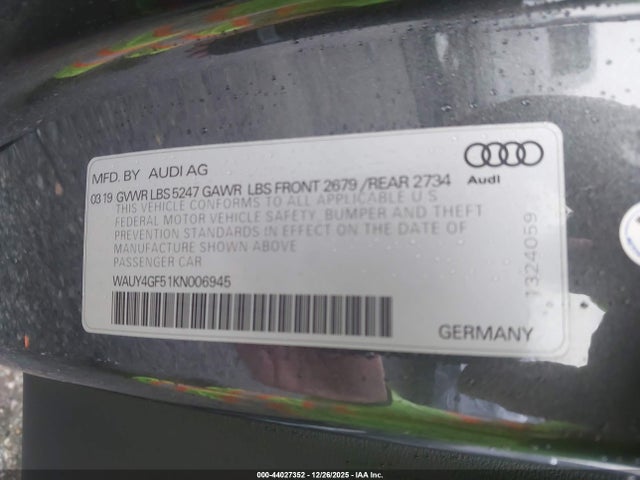 MFD. BY AUDI AG
03 19 GVWR LBS 5247 GAWR LBS FRONT 2679 / REAR 2734
THIS VEHICLE CONFORMS TO ALL APPLICABLE U S
FEDERAL MOTOR VEHICLE SAFETY, BUMPER AND THEFT
PREVENTION STANDARDS IN EFFECT ON THE DATE OF
MANUFACTURE SHOWN ABOVE
PASSENGER CAR
WAUY4GF51KN006945
Audi
1324059
GERMANY
000-44027352 | 12/26/2025 | IAA Inc.